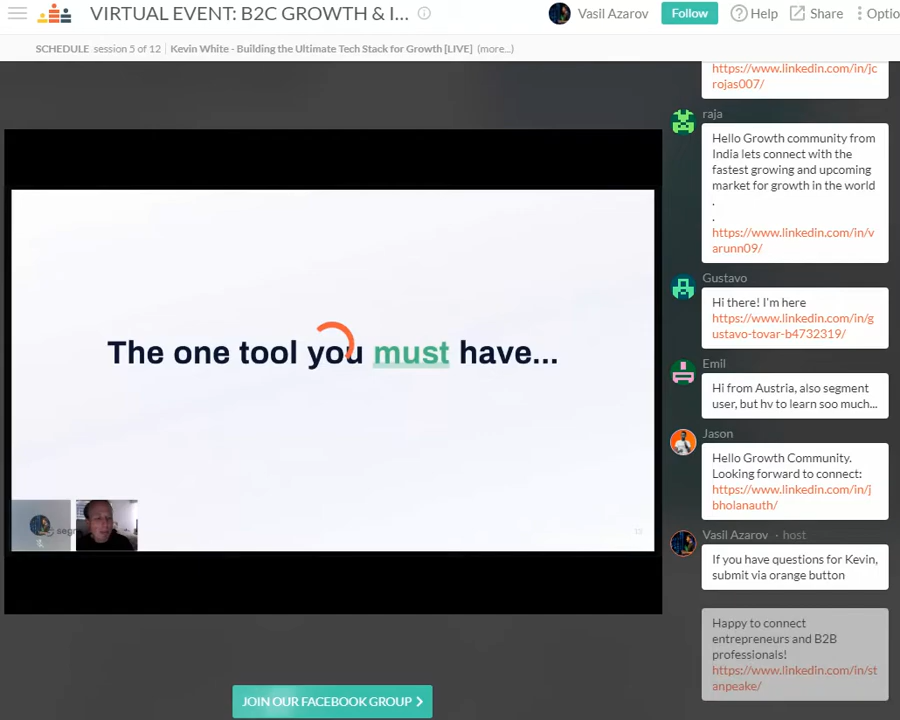 VIRTUAL EVENT: B2C GROWTH & I...
Vasil Azarov
Follow
Help
Share
Optio
SCHEDULE session 5 of 12 | Kevin White - Building the Ultimate Tech Stack for Growth [LIVE] (more...)
The one tool you must have...
15
JOIN OUR FACEBOOK GROUP
https://www.linkedin.com/in/jc
rojas007/
raja
Hello Growth community from
India lets connect with the
fastest growing and upcoming
market for growth in the world
.
.
https://www.linkedin.com/in/v
arunn09/
Gustavo
Hi there! I'm here
https://www.linkedin.com/in/g
ustavo-tovar-b4732319/
Emil
Hi from Austria, also segment
user, but hv to learn soo much...
Jason
Hello Growth Community.
Looking forward to connect:
https://www.linkedin.com/in/j
bholanauth/
Vasil Azarov · host
If you have questions for Kevin,
submit via orange button
Happy to connect
entrepreneurs and B2B
professionals!
https://www.linkedin.com/in/st
anpeake/